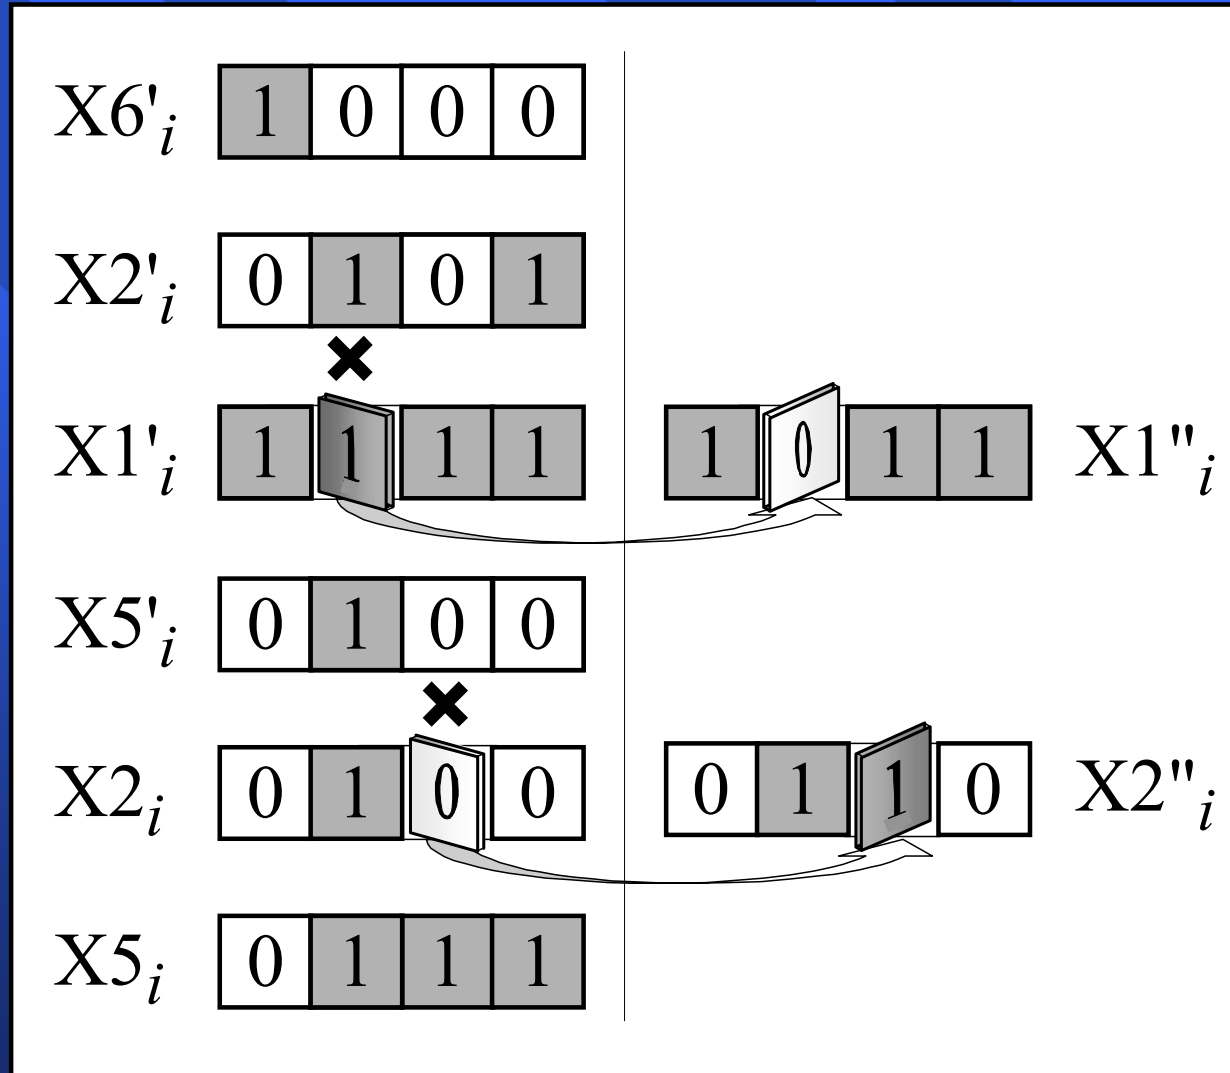 X6'i 1 0 0 0
X2'i 0 1 0 1
X1'i 1 1 1 1 1 0 1 1 X1"i
X5'i 0 1 0 0
X2i 0 1 0 0 0 1 1 0 X2"i
X5i 0 1 1 1